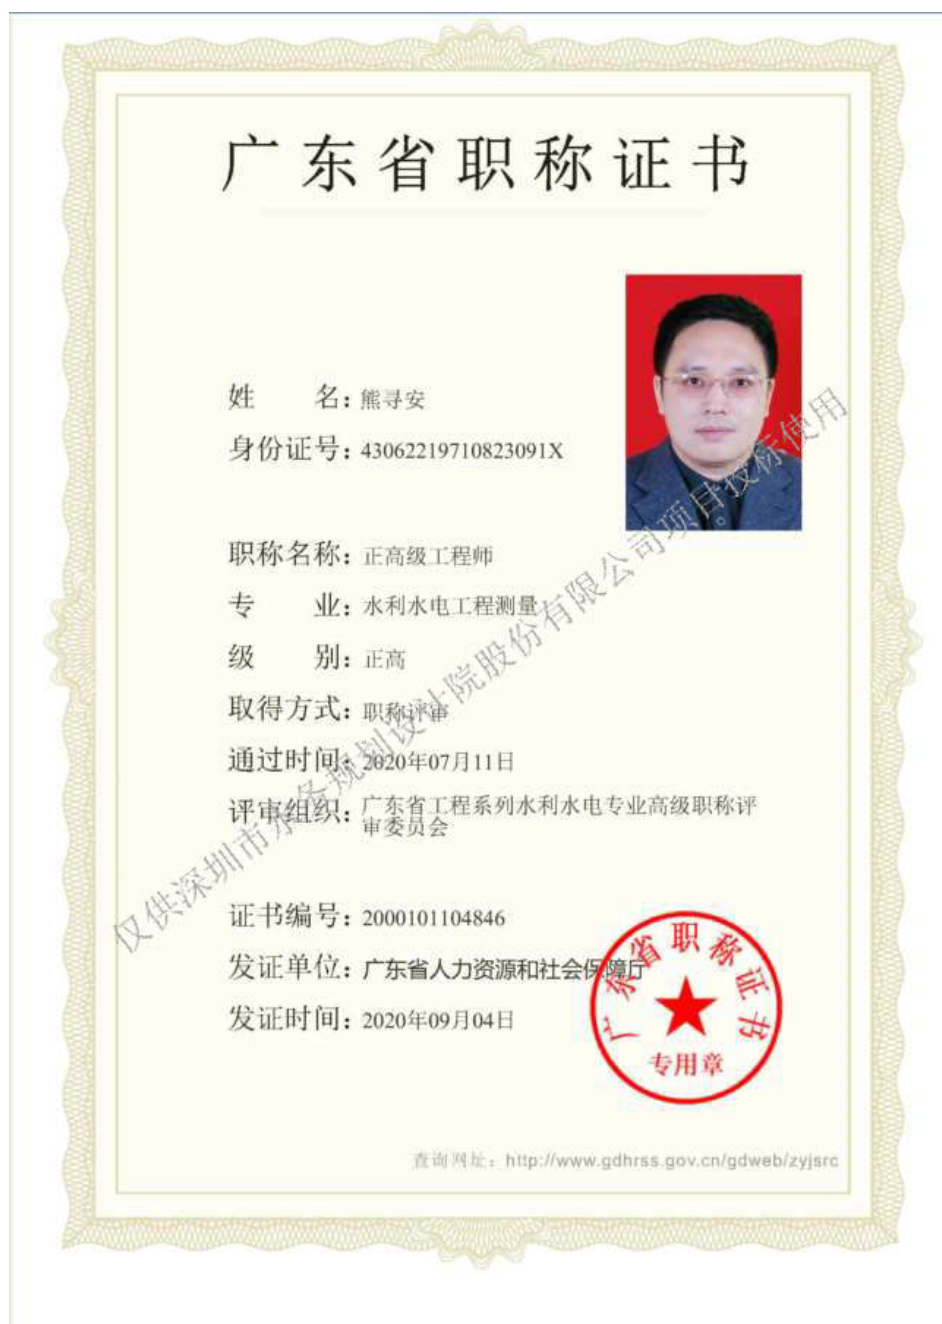 广东省职称证书
姓 名：熊寻安
身份证号：43062219710823091X
职称名称：正高级工程师
专 业：水利水电工程测量
级 别：正高
取得方式：职称评审
通过时间：2020年07月11日
评审组织：广东省工程系列水利水电专业高级职称评
审委员会
证书编号：2000101104846
发证单位：广东省人力资源和社会保障厅
发证时间：2020年09月04日
广东省职称证书
专用章
查询网址：http://www.gdhrss.gov.cn/gdweb/zyjsrc
仅供深圳市水务规划设计院股份有限公司项目投标使用。